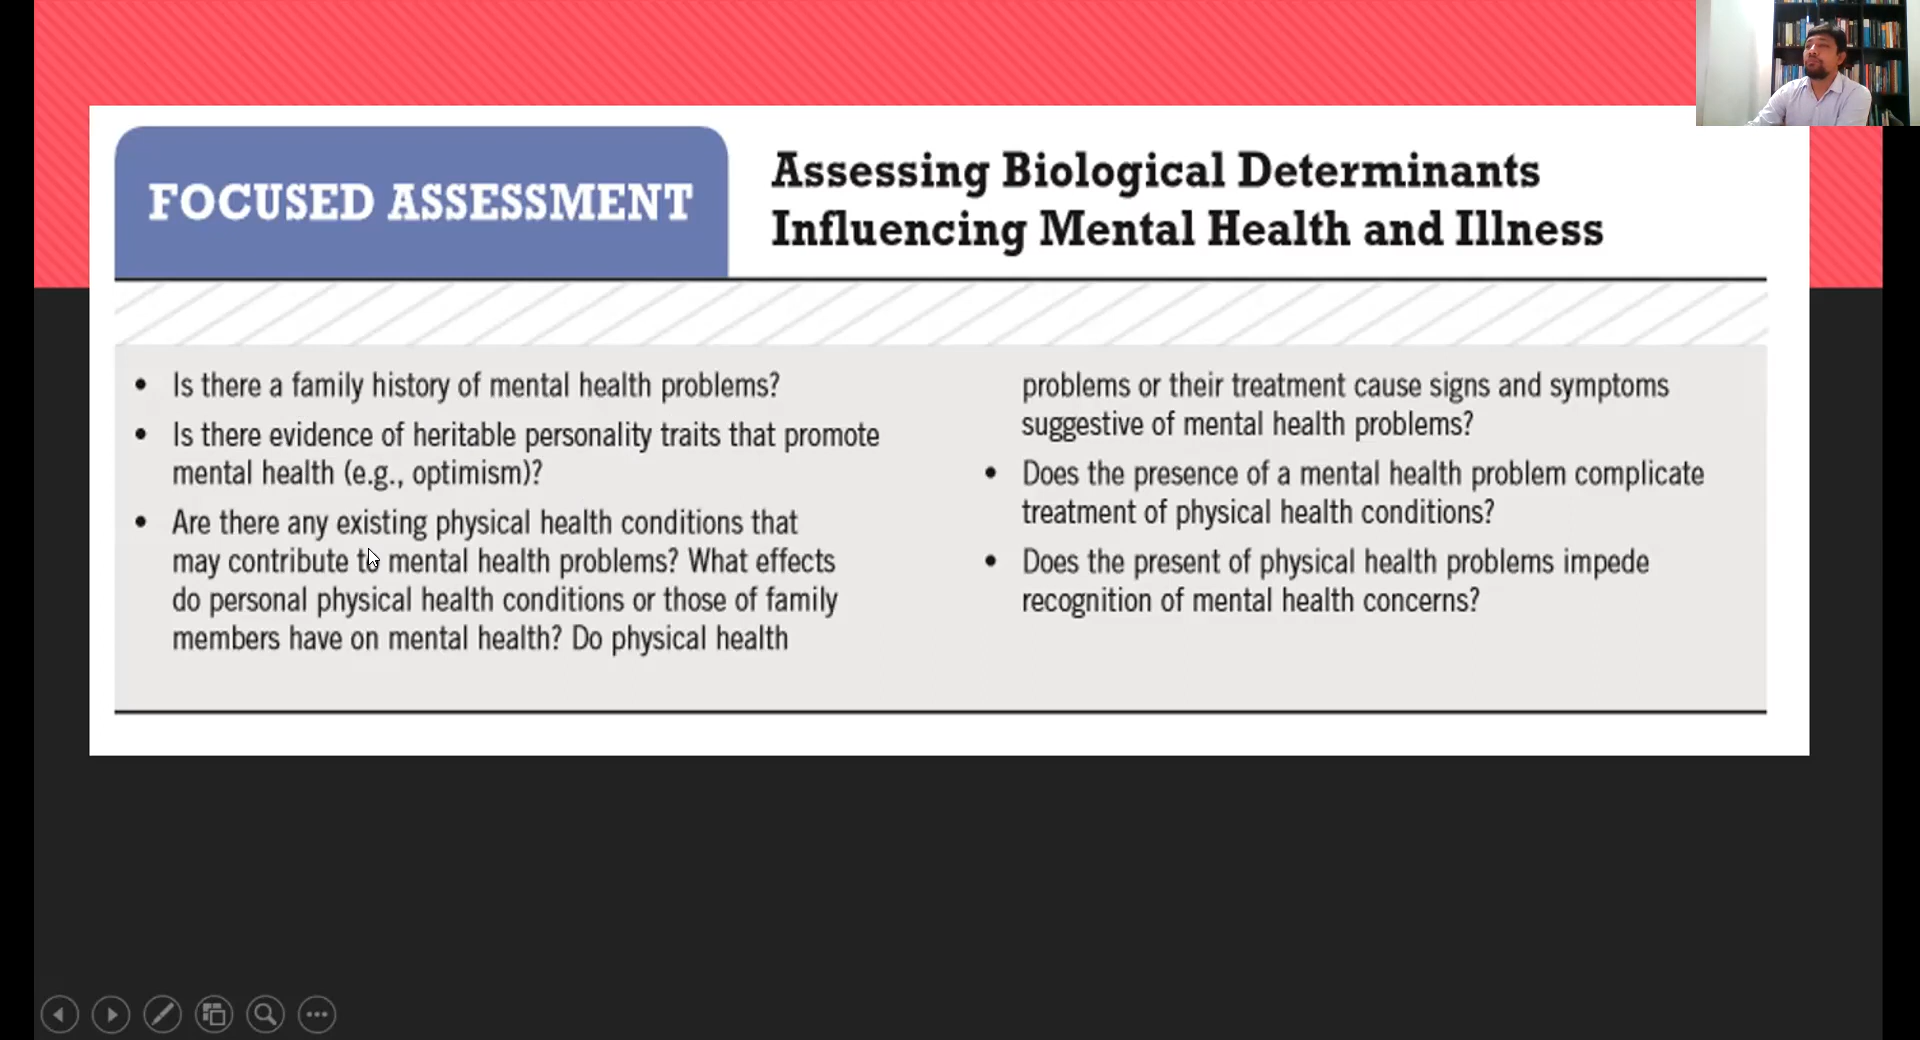 FOCUSED ASSESSMENT
Assessing Biological Determinants
Influencing Mental Health and Illness
• Is there a family history of mental health problems?
• Is there evidence of heritable personality traits that promote
mental health (e.g., optimism)?
• Are there any existing physical health conditions that
may contribute to mental health problems? What effects
do personal physical health conditions or those of family
members have on mental health? Do physical health
problems or their treatment cause signs and symptoms
suggestive of mental health problems?
• Does the presence of a mental health problem complicate
treatment of physical health conditions?
• Does the present of physical health problems impede
recognition of mental health concerns?